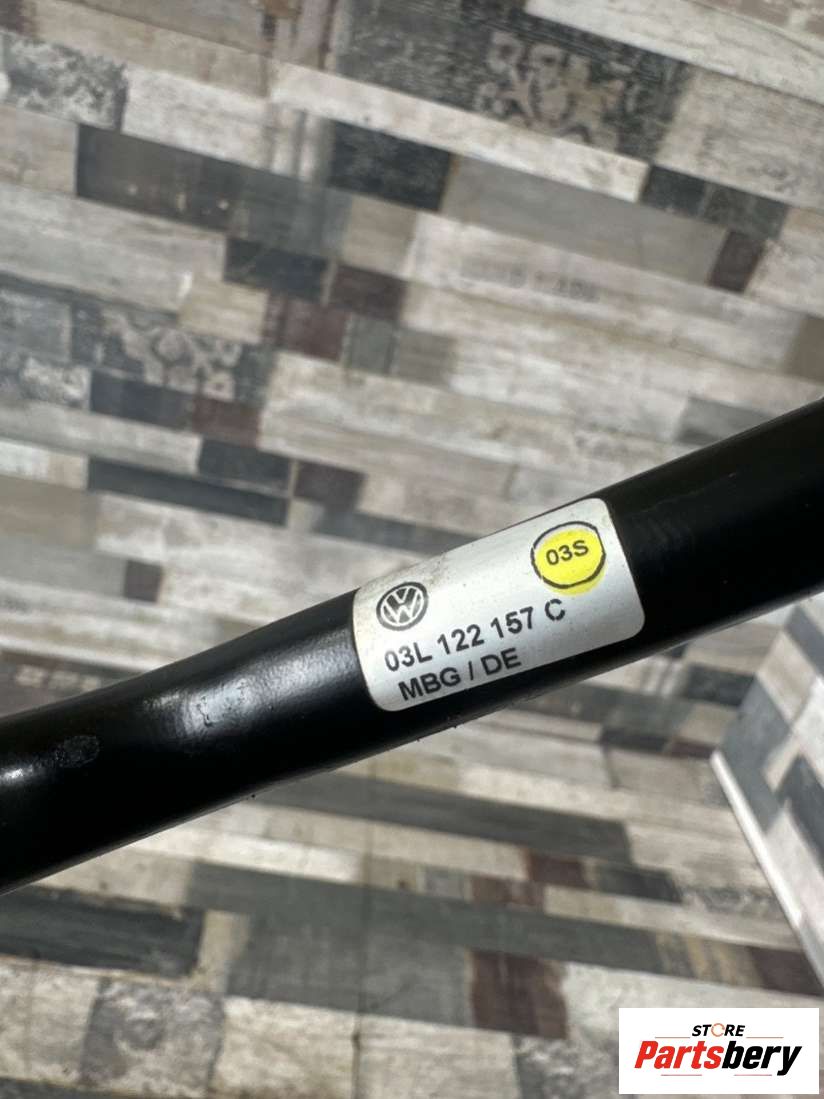 03S
03L 122 157 C
MBG / DE
STORE
Partsbery